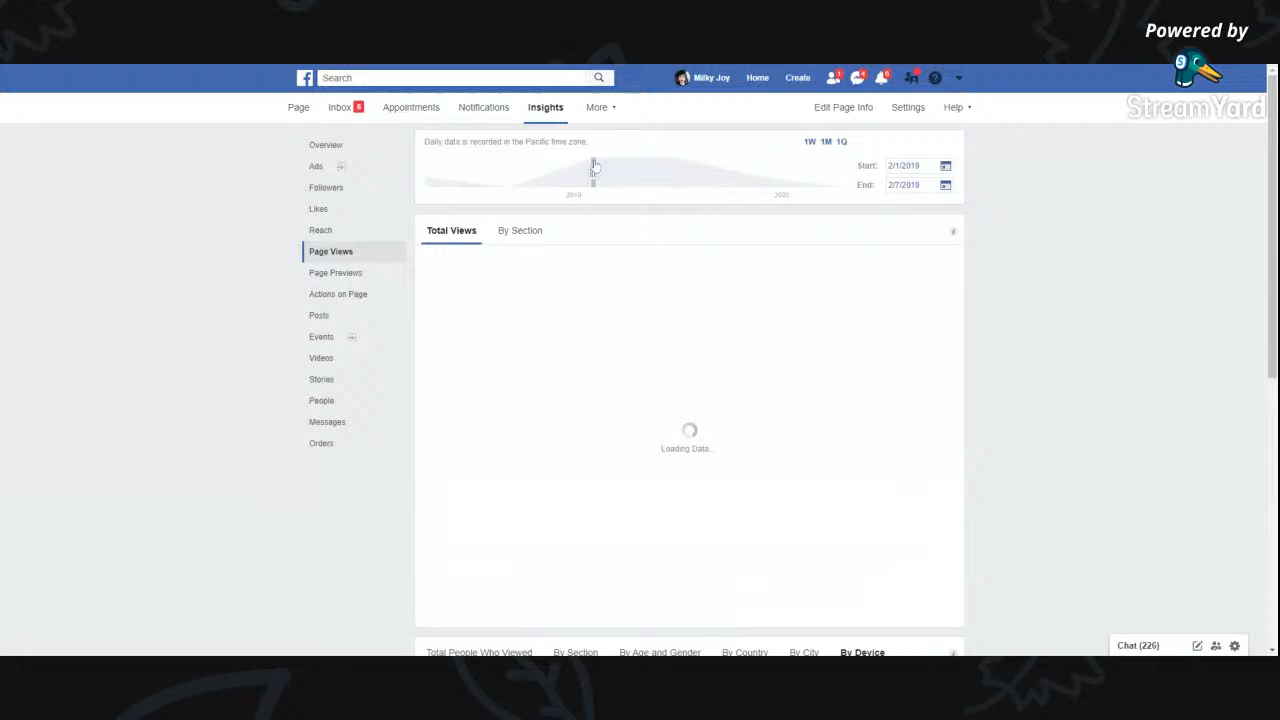 Powered by
StreamYard
Search
Milky Joy Home Create 1 4 6
Page Inbox 6 Appointments Notifications Insights More Edit Page Info Settings Help
Overview
Ads
Followers
Likes
Reach
Page Views
Page Previews
Actions on Page
Posts
Events
Videos
Stories
People
Messages
Orders
Daily data is recorded in the Pacific time zone.
1W 1M 1Q
Start: 2/1/2019
End: 2/7/2019
2019 2020
Total Views By Section
Loading Data...
Total People Who Viewed By Section By Age and Gender By Country By City By Device
Chat (226)